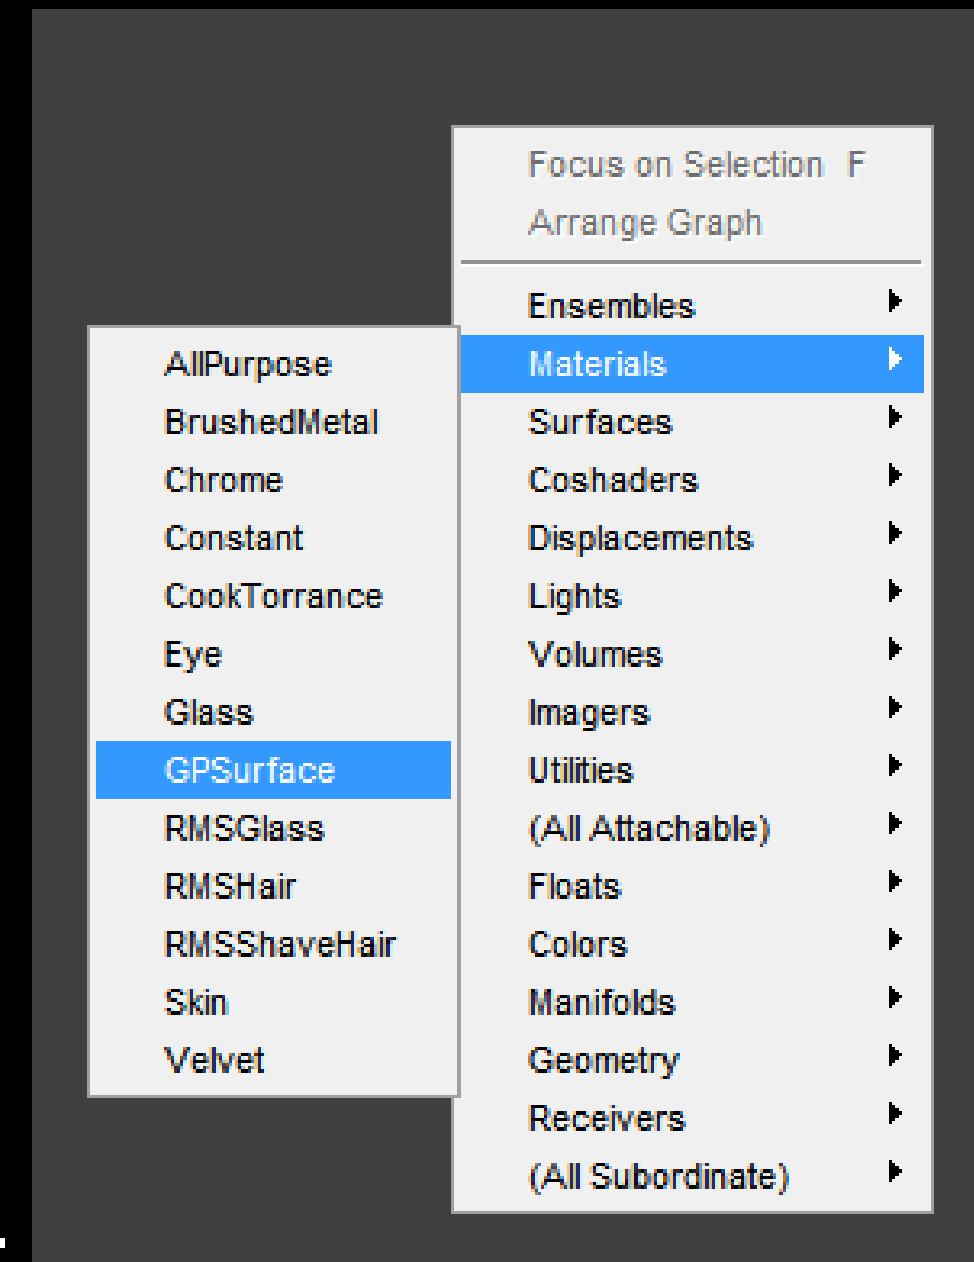 Focus on Selection F
Arrange Graph
Ensembles
Materials
Surfaces
Coshaders
Displacements
Lights
Volumes
Imagers
Utilities
(All Attachable)
Floats
Colors
Manifolds
Geometry
Receivers
(All Subordinate)
AllPurpose
BrushedMetal
Chrome
Constant
CookTorrance
Eye
Glass
GPSurface
RMSGlass
RMSHair
RMSShaveHair
Skin
Velvet